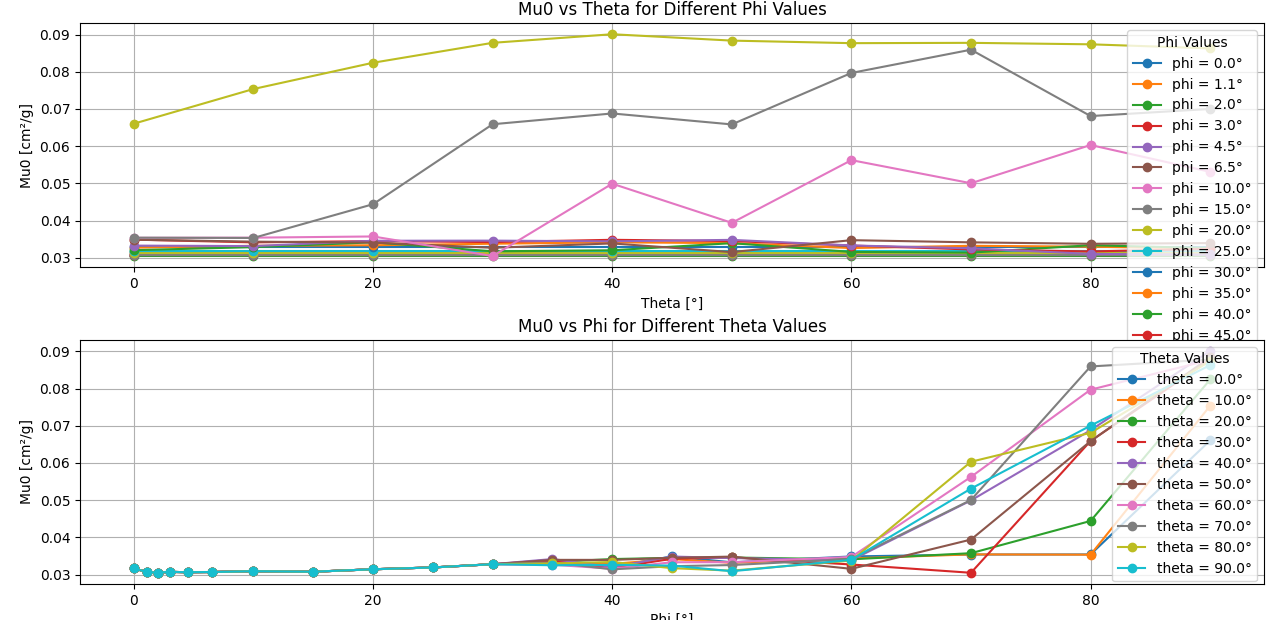 Mu0 vs Theta for Different Phi Values
Mu0 [cm²/g]
0.09
0.08
0.07
0.06
0.05
0.04
0.03
0
20
40
60
80
Theta [°]
Phi Values
phi = 0.0°
phi = 1.1°
phi = 2.0°
phi = 3.0°
phi = 4.5°
phi = 6.5°
phi = 10.0°
phi = 15.0°
phi = 20.0°
phi = 25.0°
phi = 30.0°
phi = 35.0°
phi = 40.0°
phi = 45.0°
Mu0 vs Phi for Different Theta Values
Mu0 [cm²/g]
0.09
0.08
0.07
0.06
0.05
0.04
0.03
0
20
40
60
80
Phi [°]
Theta Values
theta = 0.0°
theta = 10.0°
theta = 20.0°
theta = 30.0°
theta = 40.0°
theta = 50.0°
theta = 60.0°
theta = 70.0°
theta = 80.0°
theta = 90.0°